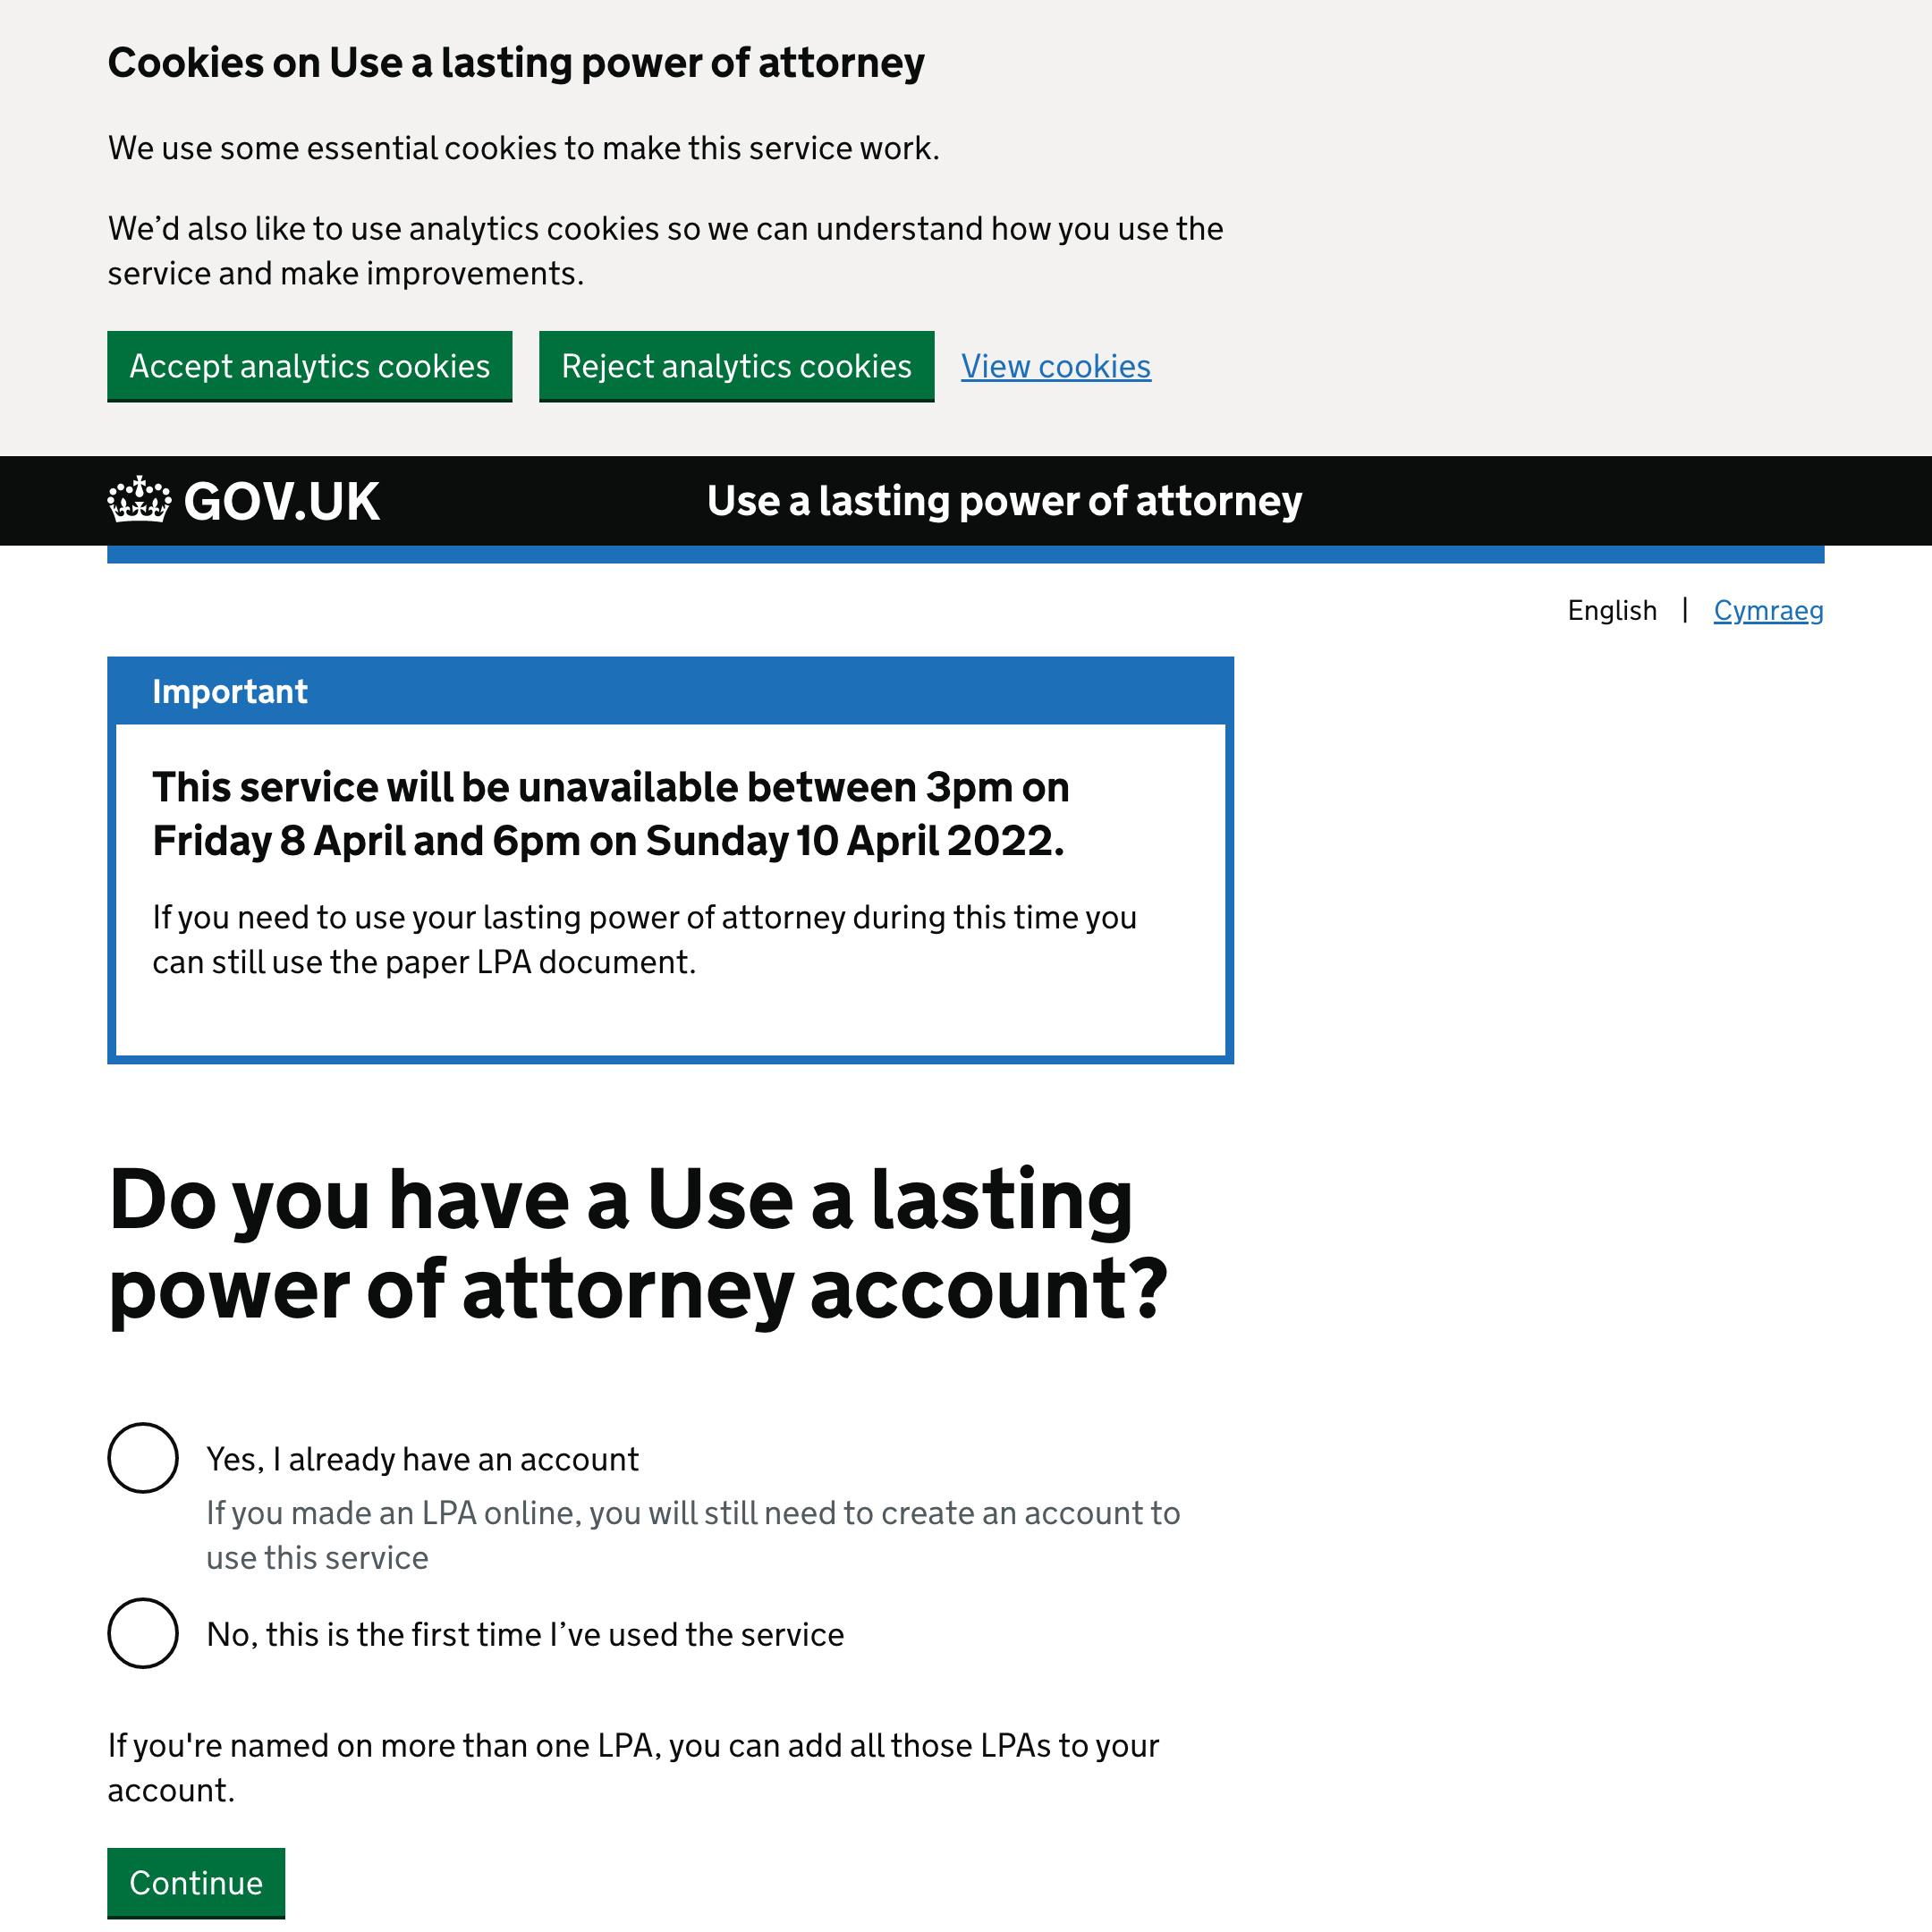 Cookies on Use a lasting power of attorney
We use some essential cookies to make this service work.
We’d also like to use analytics cookies so we can understand how you use the
service and make improvements.
Accept analytics cookies
Reject analytics cookies
View cookies
GOV.UK
Use a lasting power of attorney
English | Cymraeg
Important
This service will be unavailable between 3pm on
Friday 8 April and 6pm on Sunday 10 April 2022.
If you need to use your lasting power of attorney during this time you
can still use the paper LPA document.
Do you have a Use a lasting
power of attorney account?
Yes, I already have an account
If you made an LPA online, you will still need to create an account to
use this service
No, this is the first time I’ve used the service
If you're named on more than one LPA, you can add all those LPAs to your
account.
Continue